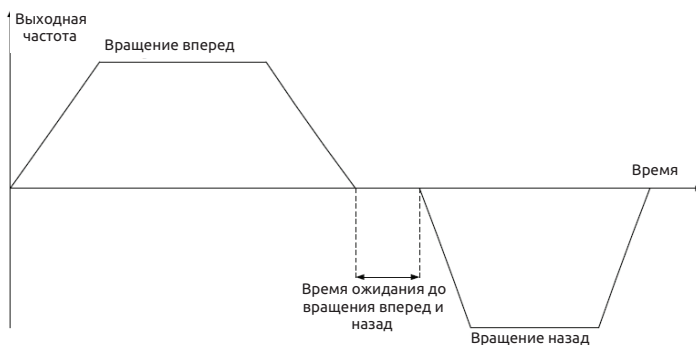 Выходная
частота
Вращение вперед
Время
Время ожидания до
вращения вперед и
назад
Вращение назад